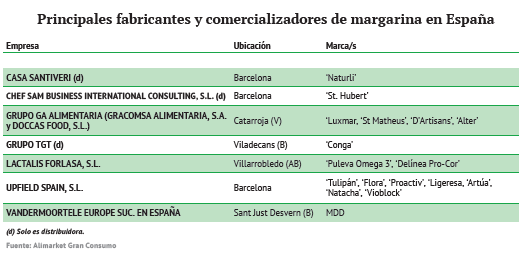 Principales fabricantes y comercializadores de margarina en España
Empresa Ubicación Marca/s
CASA SANTIVERI (d) Barcelona 'Naturli'
CHEF SAM BUSINESS INTERNATIONAL CONSULTING, S.L. (d) Barcelona 'St. Hubert'
GRUPO GA ALIMENTARIA (GRACOMSA ALIMENTARIA, S.A. y DOCCAS FOOD, S.L.) Catarroja (V) 'Luxmar, 'St Matheus', 'D'Artisans', 'Alter'
GRUPO TGT (d) Viladecans (B) 'Conga'
LACTALIS FORLASA, S.L. Villarrobledo (AB) 'Puleva Omega 3', 'Delínea Pro-Cor'
UPFIELD SPAIN, S.L. Barcelona 'Tulipán', 'Flora', 'Proactiv', 'Ligeresa, 'Artúa', 'Natacha', 'Vioblock'
VANDERMOORTELE EUROPE SUC. EN ESPAÑA Sant Just Desvern (B) MDD
(d) Solo es distribuidora.
Fuente: Alimarket Gran Consumo